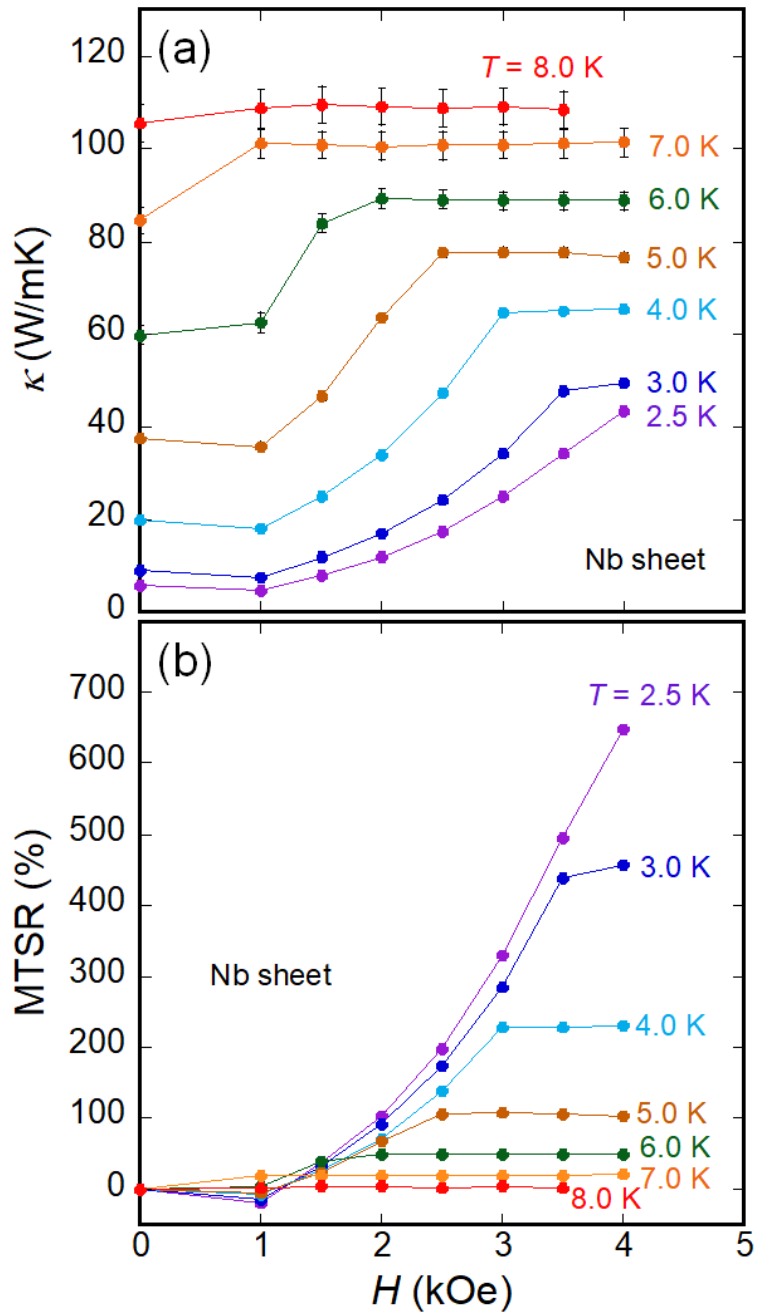 (a)
T = 8.0 K
120
7.0 K
100
6.0 K
80
5.0 K
4.0 K
60
3.0 K
40
2.5 K
20
Nb sheet
0
κ (W/mK)
(b)
700
T = 2.5 K
600
500
3.0 K
400
300
Nb sheet
4.0 K
200
5.0 K
100
6.0 K
7.0 K
0
8.0 K
MTSR (%)
0 1 2 3 4 5
H (kOe)